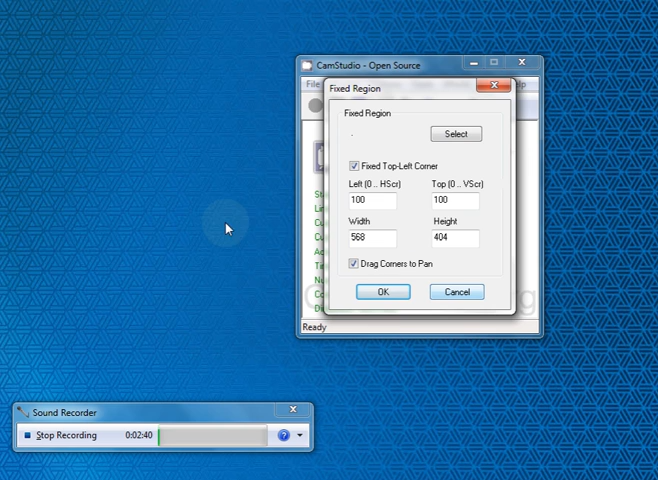 CamStudio - Open Source
File
Fixed Region
Fixed Region
Select
Fixed Top-Left Corner
Left (0 .. HScr)
Top (0 .. VScr)
100
100
Width
Height
568
404
Drag Corners to Pan
OK
Cancel
Ready
Sound Recorder
Stop Recording
0:02:40